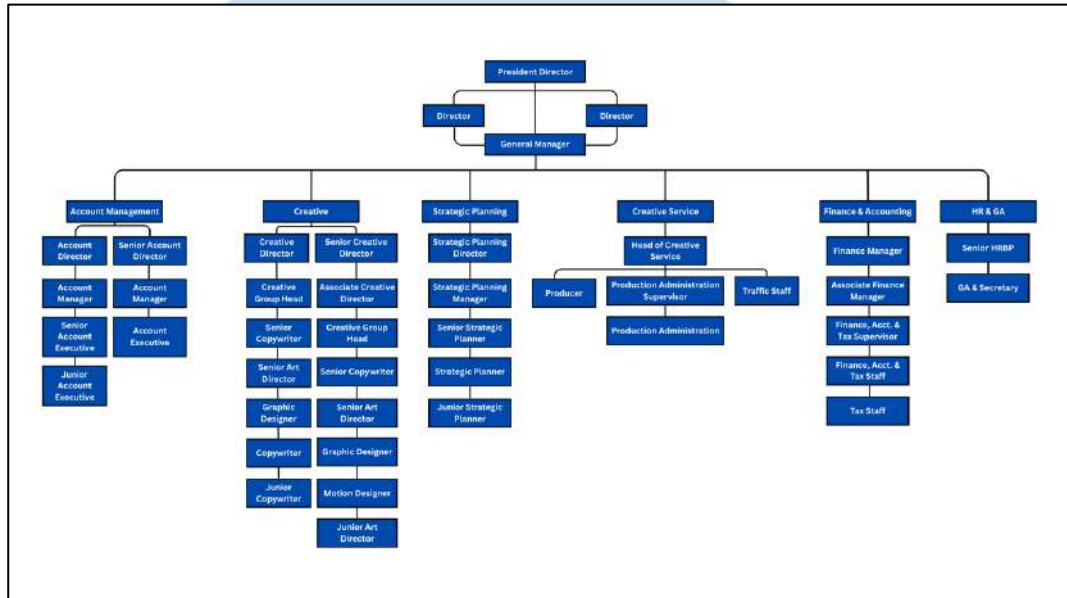 President Director
Director
Director
General Manager
Account Management
Account
Director
Account
Manager
Senior
Account
Executive
Junior
Account
Executive
Senior Account
Director
Account
Manager
Account
Executive
Creative
Creative
Director
Creative
Group Head
Senior
Copywriter
Senior Art
Director
Graphic
Designer
Copywriter
Junior
Copywriter
Senior Creative
Director
Associate Creative
Director
Creative Group
Head
Senior Copywriter
Senior Art
Director
Graphic Designer
Motion Designer
Junior Art
Director
Strategic Planning
Strategic Planning
Director
Strategic Planning
Manager
Senior Strategic
Planner
Strategic Planner
Junior Strategic
Planner
Creative Service
Head of Creative
Service
Producer
Production Administration
Supervisor
Production Administration
Traffic Staff
Finance & Accounting
Finance Manager
Associate Finance
Manager
Finance, Acct. &
Tax Supervisor
Finance, Acct. &
Tax Staff
Tax Staff
HR & GA
Senior HRBP
GA & Secretary